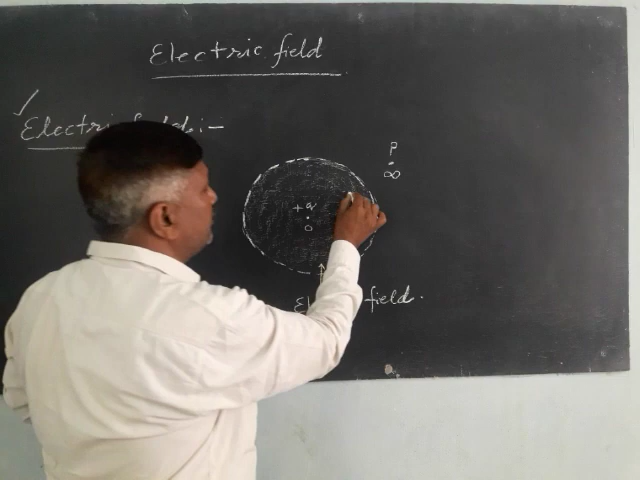 Electric field
Electri :-
P
∞
+q
O
field.